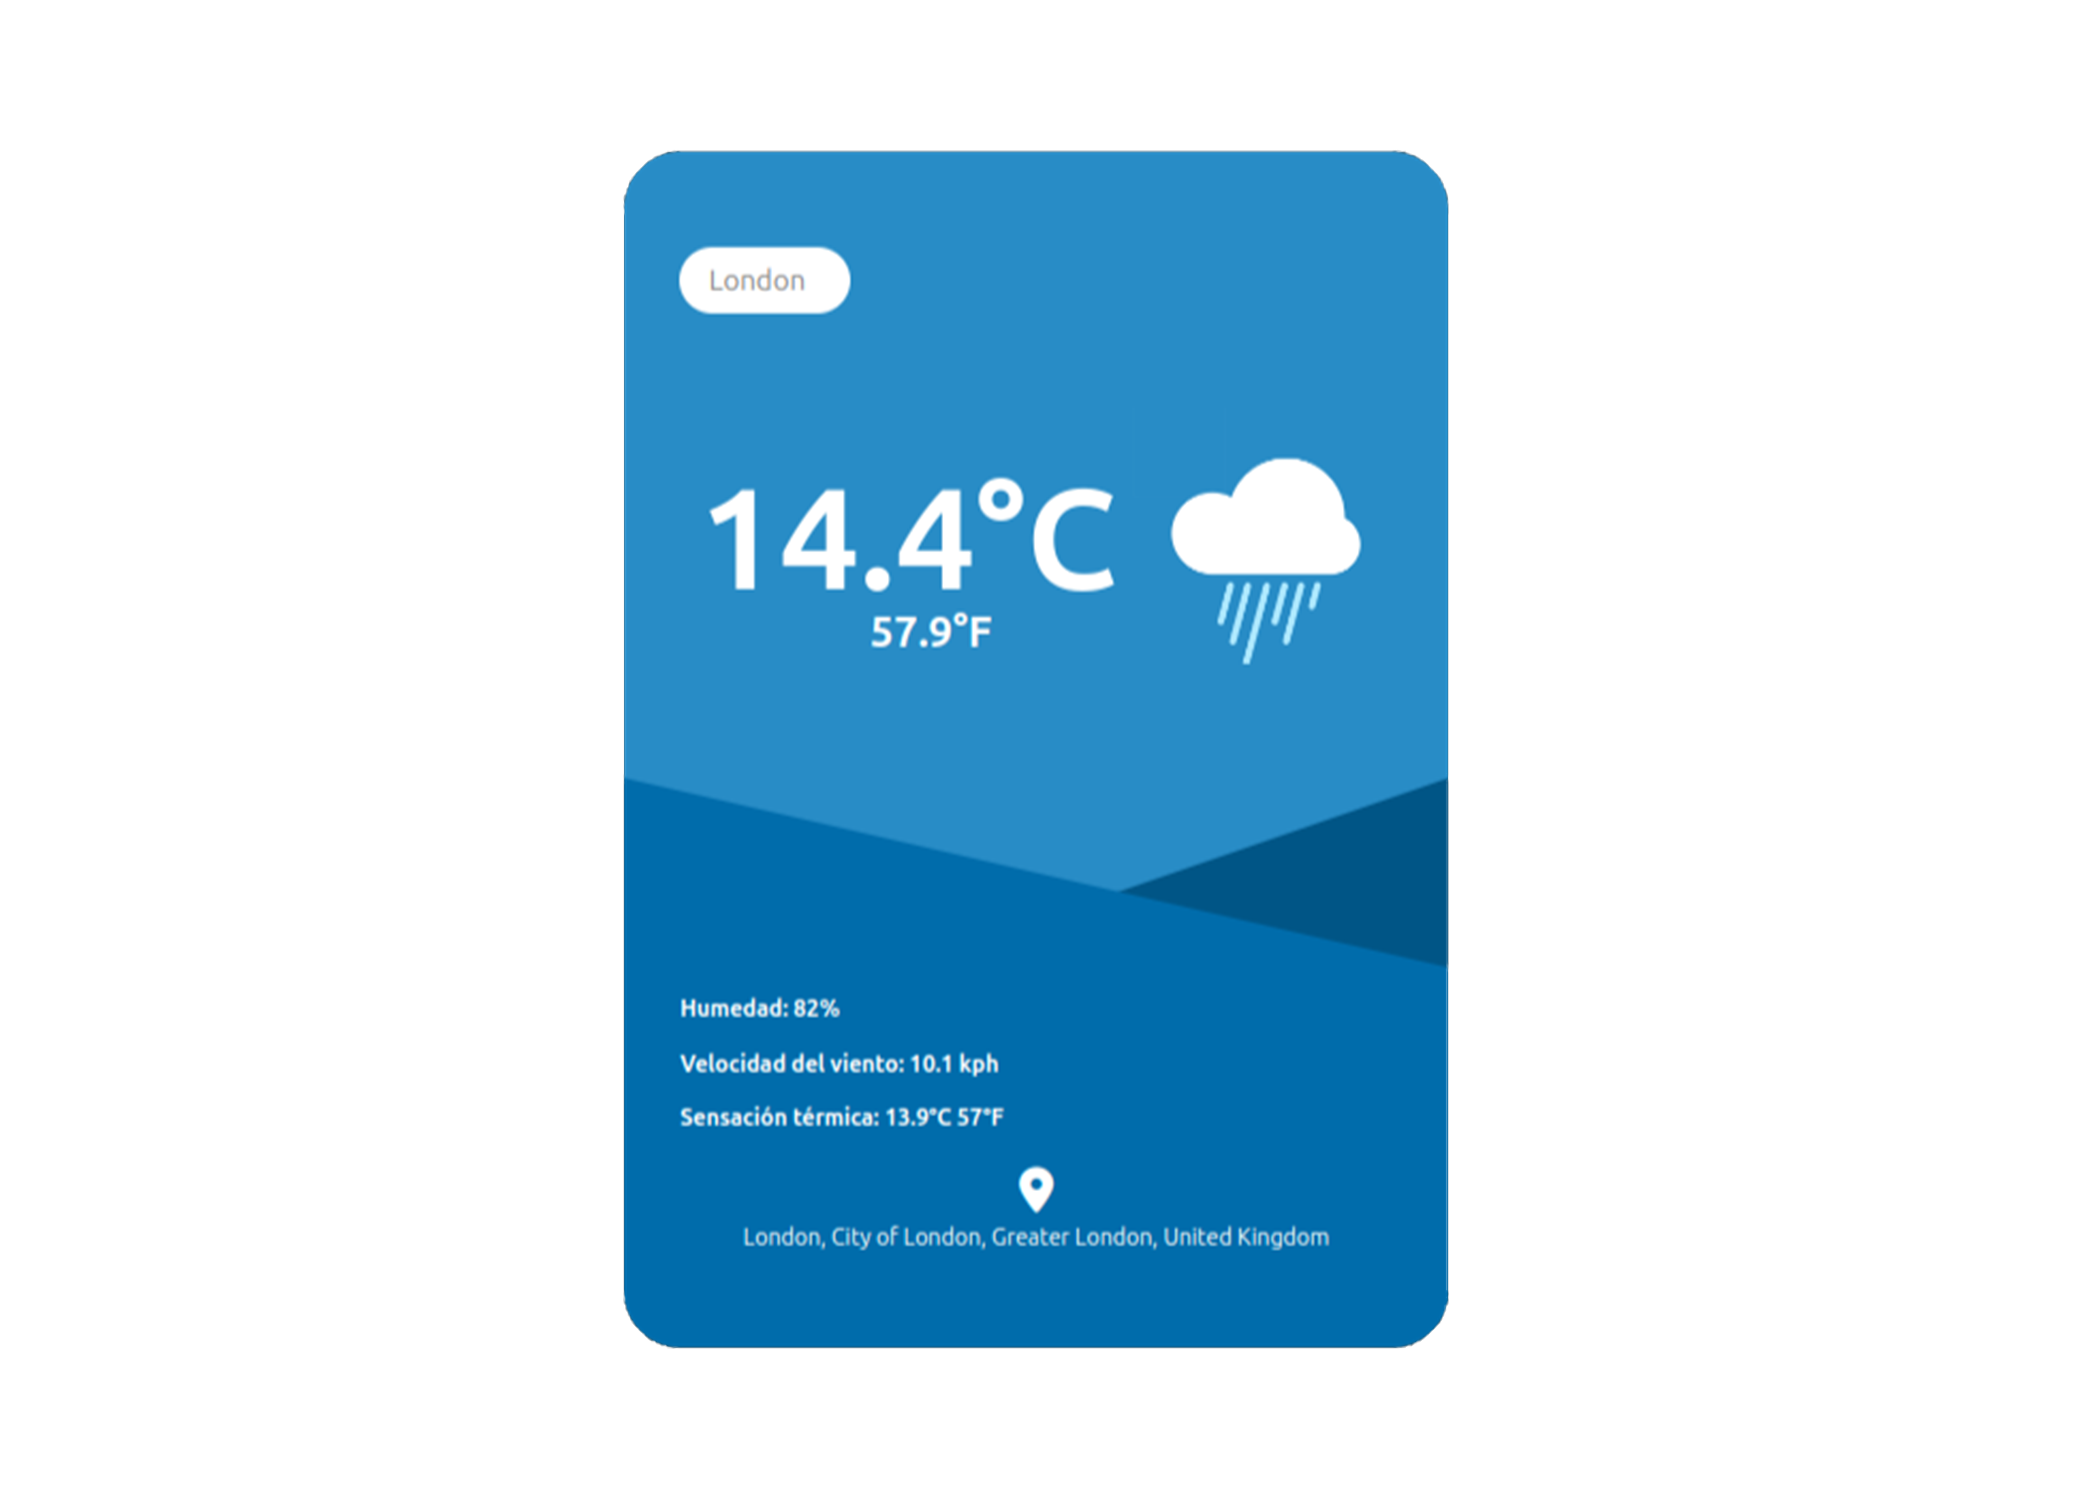 London
14.4°C
57.9°F
Humedad: 82%
Velocidad del viento: 10.1 kph
Sensación térmica: 13.9°C 57°F
London, City of London, Greater London, United Kingdom